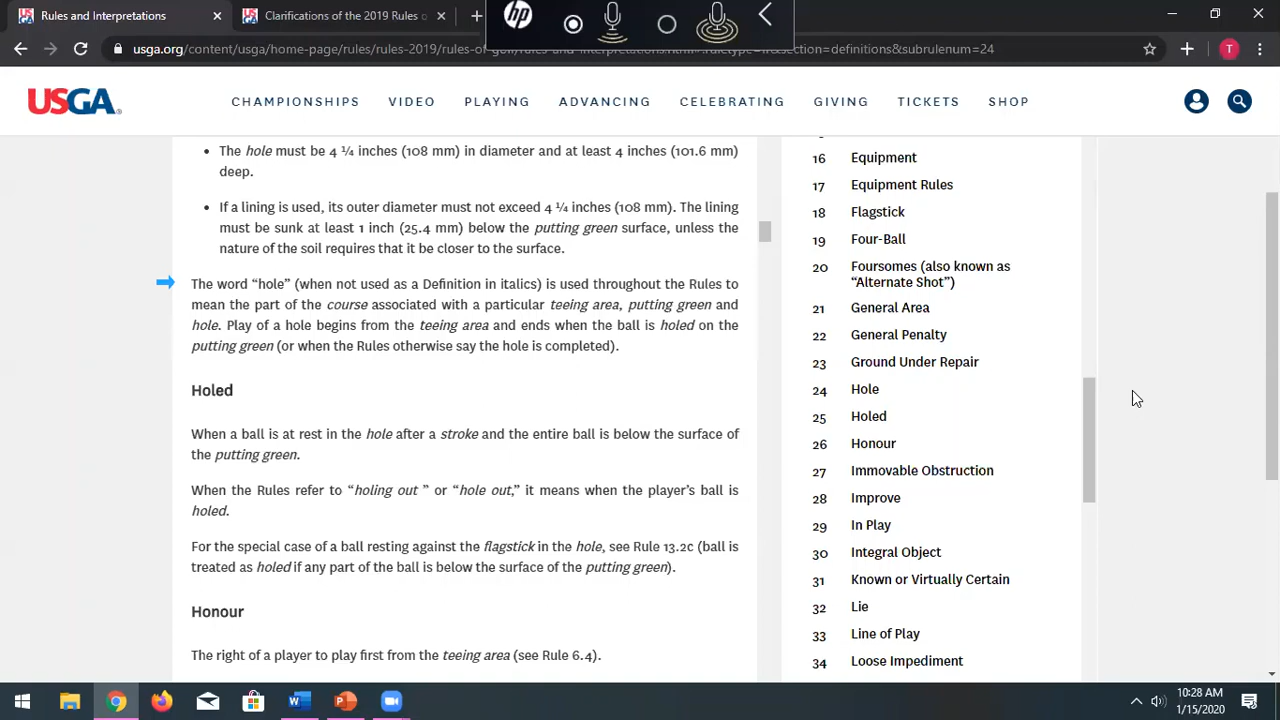 Rules and Interpretations
Clarifications of the 2019 Rules o
hp
usga.org/content/usga/home-page/rules/rules-2019/rules-of-golf/rules-and-interpretations.html
&subrulenum=24
T
USGA
CHAMPIONSHIPS VIDEO PLAYING ADVANCING CELEBRATING GIVING TICKETS SHOP
• The hole must be 4 ¼ inches (108 mm) in diameter and at least 4 inches (101.6 mm)
deep.
• If a lining is used, its outer diameter must not exceed 4 ¼ inches (108 mm). The lining
must be sunk at least 1 inch (25.4 mm) below the putting green surface, unless the
nature of the soil requires that it be closer to the surface.
The word “hole” (when not used as a Definition in italics) is used throughout the Rules to
mean the part of the course associated with a particular teeing area, putting green and
hole. Play of a hole begins from the teeing area and ends when the ball is holed on the
putting green (or when the Rules otherwise say the hole is completed).
Holed
When a ball is at rest in the hole after a stroke and the entire ball is below the surface of
the putting green.
When the Rules refer to “holing out ” or “hole out,” it means when the player’s ball is
holed.
For the special case of a ball resting against the flagstick in the hole, see Rule 13.2c (ball is
treated as holed if any part of the ball is below the surface of the putting green).
Honour
The right of a player to play first from the teeing area (see Rule 6.4).
16 Equipment
17 Equipment Rules
18 Flagstick
19 Four-Ball
20 Foursomes (also known as
“Alternate Shot”)
21 General Area
22 General Penalty
23 Ground Under Repair
24 Hole
25 Holed
26 Honour
27 Immovable Obstruction
28 Improve
29 In Play
30 Integral Object
31 Known or Virtually Certain
32 Lie
33 Line of Play
34 Loose Impediment
10:28 AM
1/15/2020